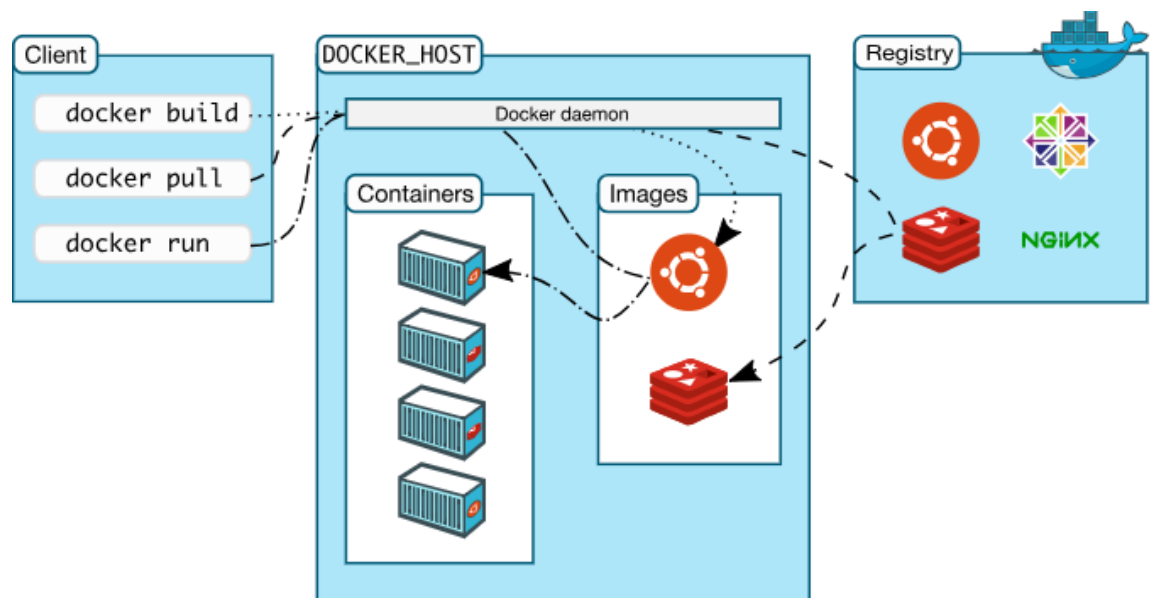 Client
docker build
docker pull
docker run
DOCKER_HOST
Docker daemon
Containers
Images
Registry
NGINX